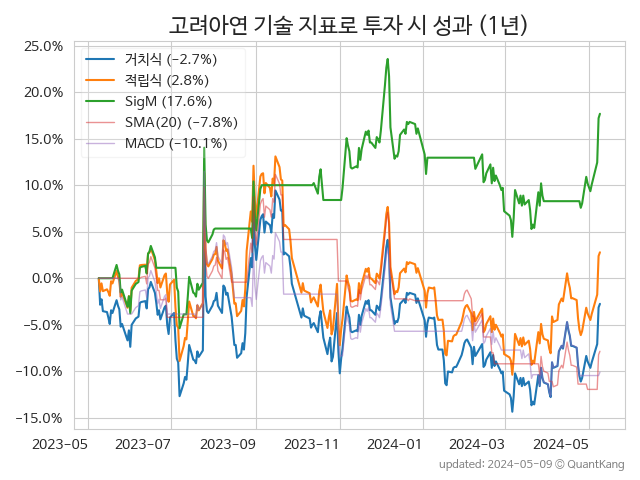 고려아연 기술 지표로 투자 시 성과 (1년)
25.0%
20.0%
15.0%
10.0%
5.0%
0.0%
−5.0%
−10.0%
−15.0%
거치식 (−2.7%)
적립식 (2.8%)
SigM (17.6%)
SMA(20) (−7.8%)
MACD (−10.1%)
2023-05 2023-07 2023-09 2023-11 2024-01 2024-03 2024-05
updated: 2024-05-09 ⓒ QuantKang